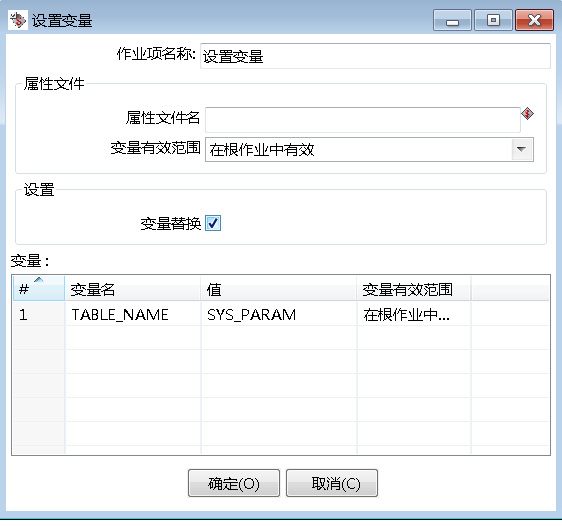 设置变量
作业项名称: 设置变量
属性文件
属性文件名
变量有效范围 在根作业中有效
设置
变量替换
变量:
# 变量名 值 变量有效范围
1 TABLE_NAME SYS_PARAM 在根作业中...
确定(O) 取消(C)